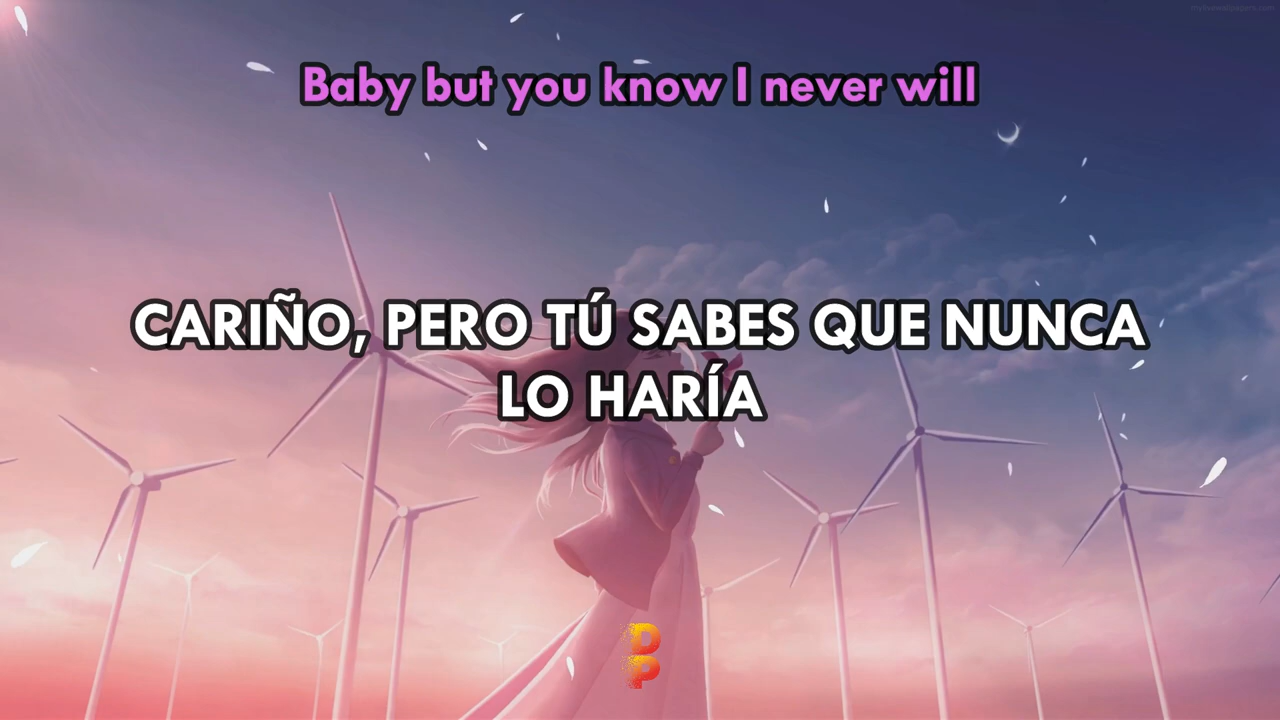 Baby but you know I never will
CARIÑO, PERO TÚ SABES QUE NUNCA
LO HARÍA
D
P